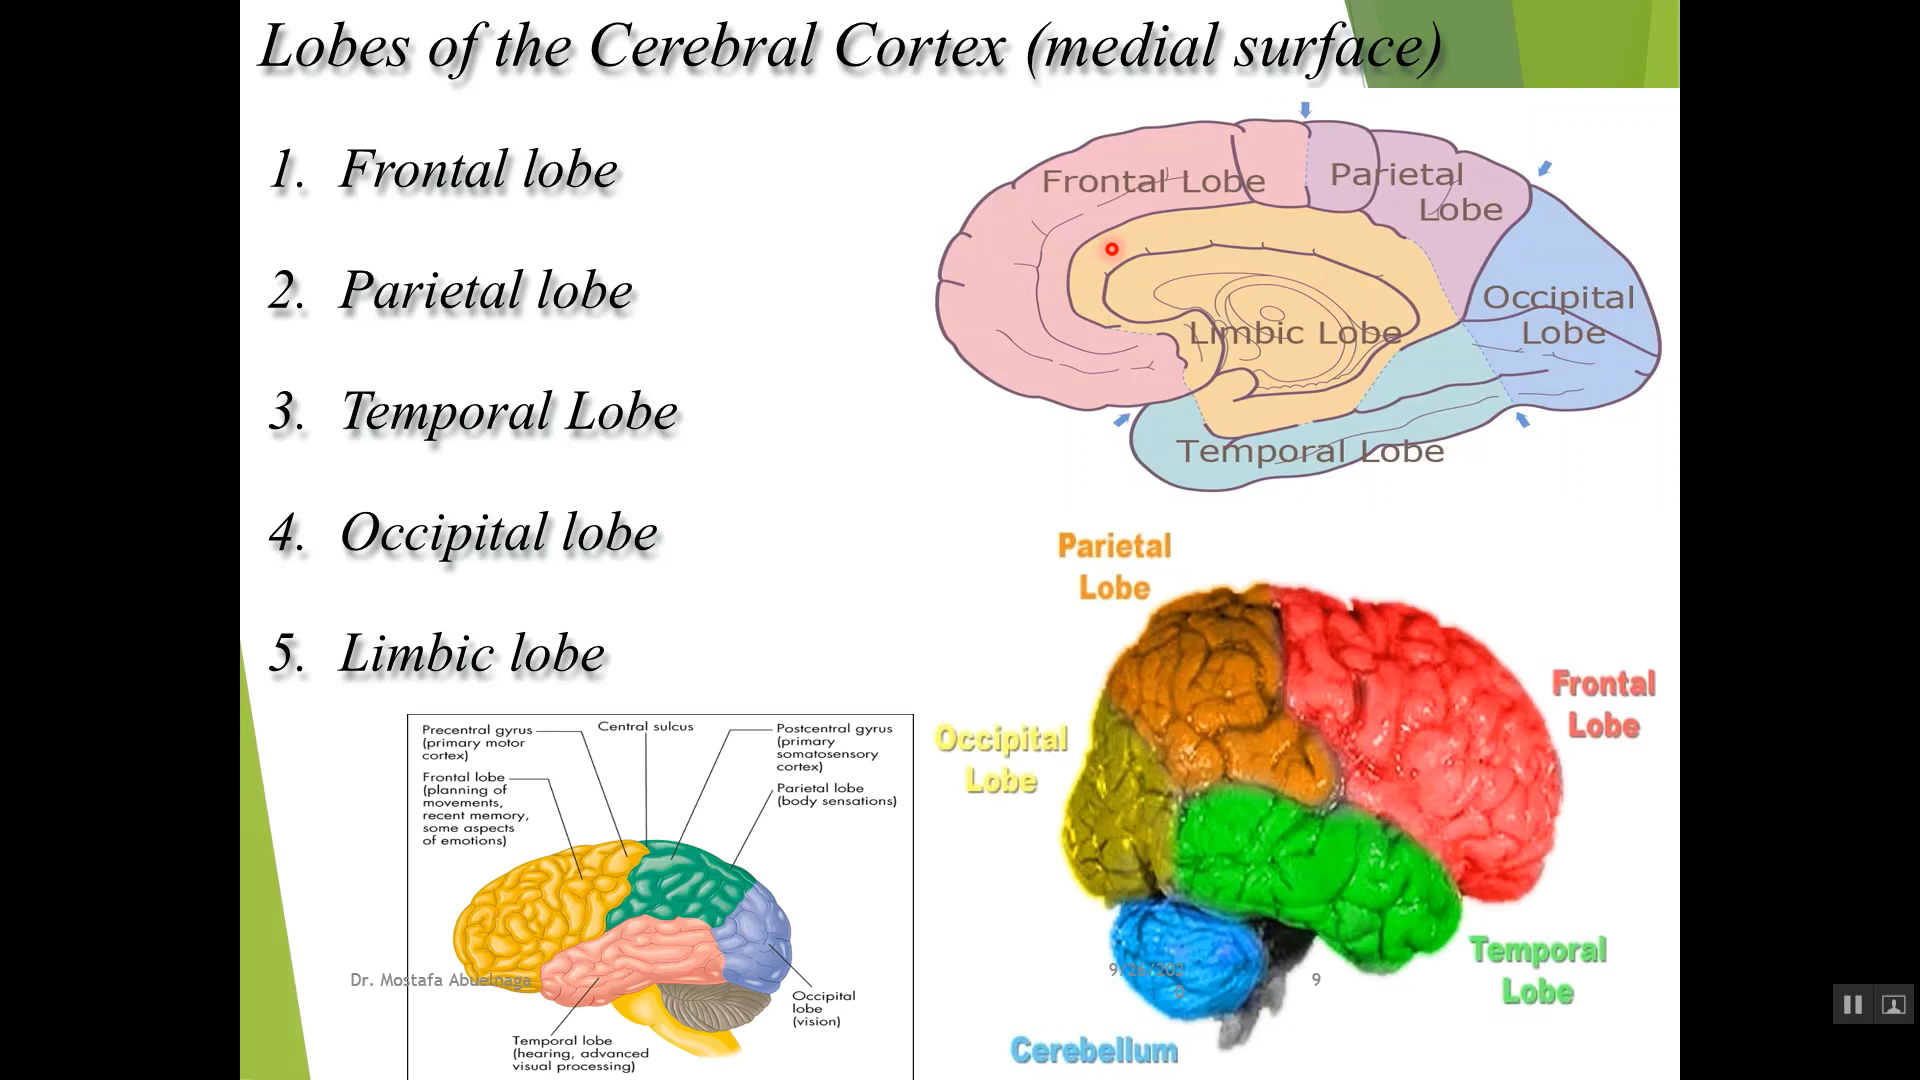 Lobes of the Cerebral Cortex (medial surface)
1. Frontal lobe
2. Parietal lobe
3. Temporal Lobe
4. Occipital lobe
5. Limbic lobe
Frontal Lobe
Parietal
Lobe
Occipital
Lobe
Limbic Lobe
Temporal Lobe
Precentral gyrus
(primary motor
cortex)
Central sulcus
Postcentral gyrus
(primary
somatosensory
cortex)
Frontal lobe
(planning of
movements,
recent memory,
some aspects
of emotions)
Parietal lobe
(body sensations)
Occipital
lobe
(vision)
Temporal lobe
(hearing, advanced
visual processing)
Parietal
Lobe
Frontal
Lobe
Occipital
Lobe
Temporal
Lobe
Cerebellum
Dr. Mostafa Abuelnaga
9/26/202
9